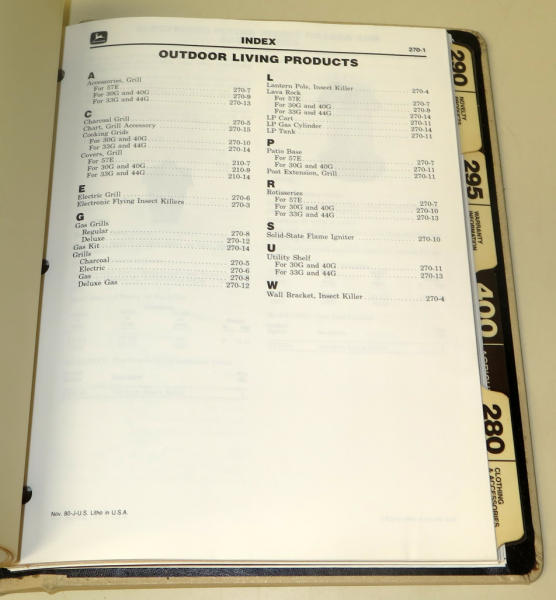 INDEX
270-1
OUTDOOR LIVING PRODUCTS
A
Accessories, Grill
For 57E 270-7
For 30G and 40G 270-9
For 33G and 44G 270-13
C
Charcoal Grill 270-5
Chart, Grill Accessory 270-15
Cooking Grids
For 30G and 40G 270-10
For 33G and 44G 270-14
Covers, Grill
For 57E 210-7
For 30G and 40G 210-9
For 33G and 44G 210-14
E
Electric Grill 270-6
Electronic Flying Insect Killers 270-3
G
Gas Grills
Regular 270-8
Deluxe 270-12
Gas Kit 270-14
Grills
Charcoal 270-5
Electric 270-6
Gas 270-8
Deluxe Gas 270-12
L
Lantern Pole, Insect Killer 270-4
Lava Rock
For 57E 270-7
For 30G and 40G 270-9
For 33G and 44G 270-14
LP Cart 270-11
LP Gas Cylinder 270-14
LP Tank 270-11
P
Patio Base
For 57E 270-7
For 30G and 40G 270-11
Post Extension, Grill 270-11
R
Rotisseries
For 57E 270-7
For 30G and 40G 270-10
For 33G and 44G 270-13
S
Solid-State Flame Igniter 270-10
U
Utility Shelf
For 30G and 40G 270-11
For 33G and 44G 270-13
W
Wall Bracket, Insect Killer 270-4
Nov. 80-J-U.S. Litho in U.S.A.
290
NOVELTY
295
WARRANTY
INFORMATION
400
280
CLOTHING
& ACCESSORIES